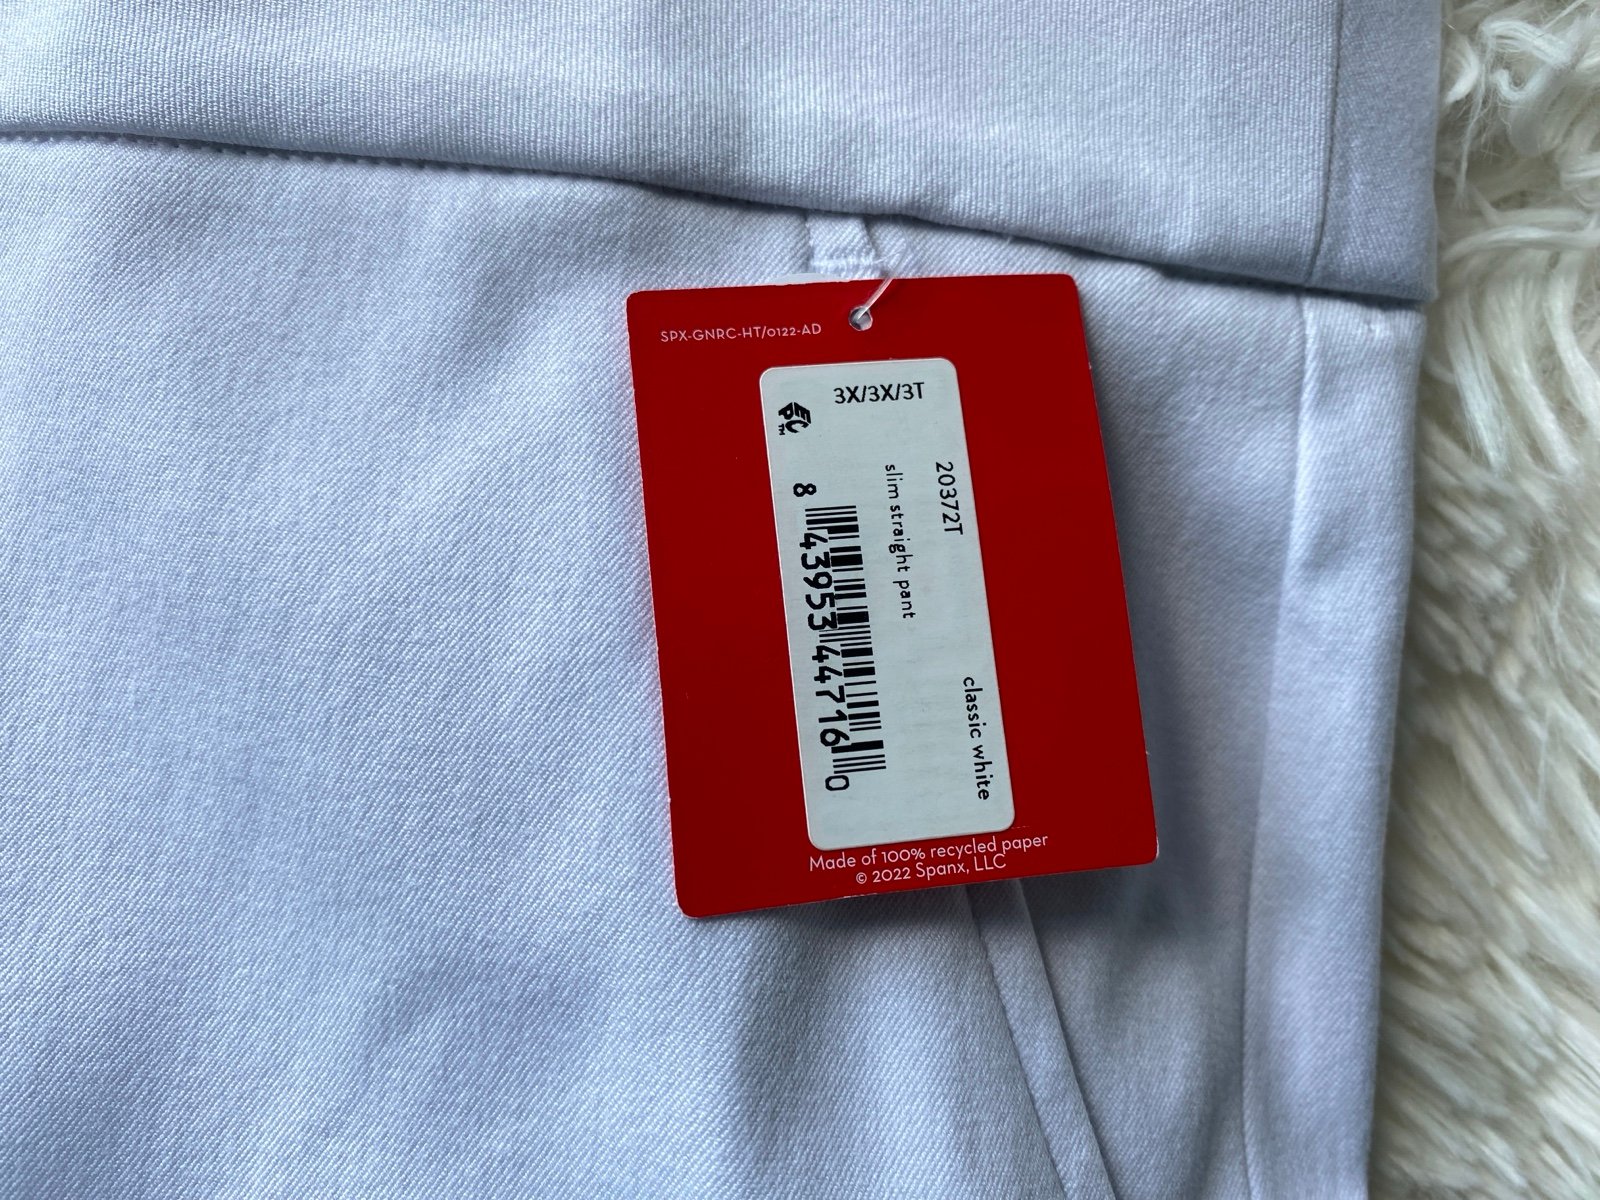 SPX-GNRC-HT/0122-AD
3X/3X/3T
ECP™
20372T
slim straight pant
classic white
8 43953 44716 0
Made of 100% recycled paper
© 2022 Spanx, LLC